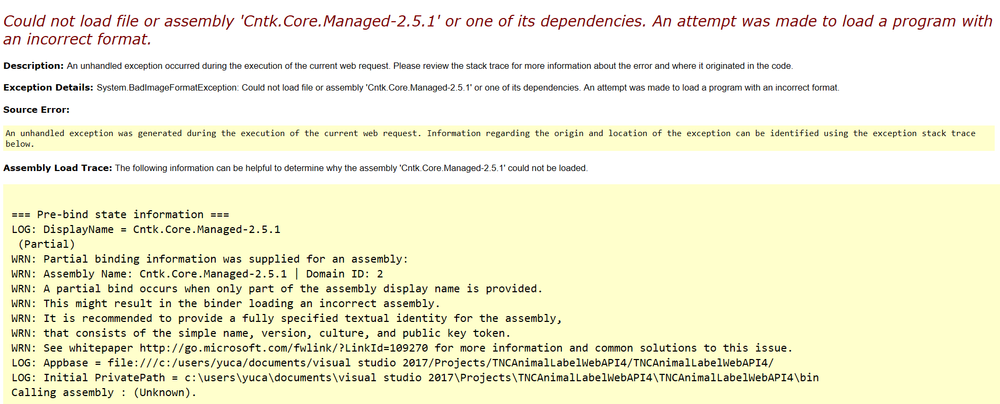 Could not load file or assembly 'Cntk.Core.Managed-2.5.1' or one of its dependencies. An attempt was made to load a program with
an incorrect format.
Description: An unhandled exception occurred during the execution of the current web request. Please review the stack trace for more information about the error and where it originated in the code.
Exception Details: System.BadImageFormatException: Could not load file or assembly 'Cntk.Core.Managed-2.5.1' or one of its dependencies. An attempt was made to load a program with an incorrect format.
Source Error:
An unhandled exception was generated during the execution of the current web request. Information regarding the origin and location of the exception can be identified using the exception stack trace
below.
Assembly Load Trace: The following information can be helpful to determine why the assembly 'Cntk.Core.Managed-2.5.1' could not be loaded.
=== Pre-bind state information ===
LOG: DisplayName = Cntk.Core.Managed-2.5.1
(Partial)
WRN: Partial binding information was supplied for an assembly:
WRN: Assembly Name: Cntk.Core.Managed-2.5.1 | Domain ID: 2
WRN: A partial bind occurs when only part of the assembly display name is provided.
WRN: This might result in the binder loading an incorrect assembly.
WRN: It is recommended to provide a fully specified textual identity for the assembly,
WRN: that consists of the simple name, version, culture, and public key token.
WRN: See whitepaper http://go.microsoft.com/fwlink/?LinkId=109270 for more information and common solutions to this issue.
LOG: Appbase = file:///c:/users/yuca/documents/visual studio 2017/Projects/TNCAnimalLabelWebAPI4/TNCAnimalLabelWebAPI4/
LOG: Initial PrivatePath = c:\users\yuca\documents\visual studio 2017\Projects\TNCAnimalLabelWebAPI4\TNCAnimalLabelWebAPI4\bin
Calling assembly : (Unknown).